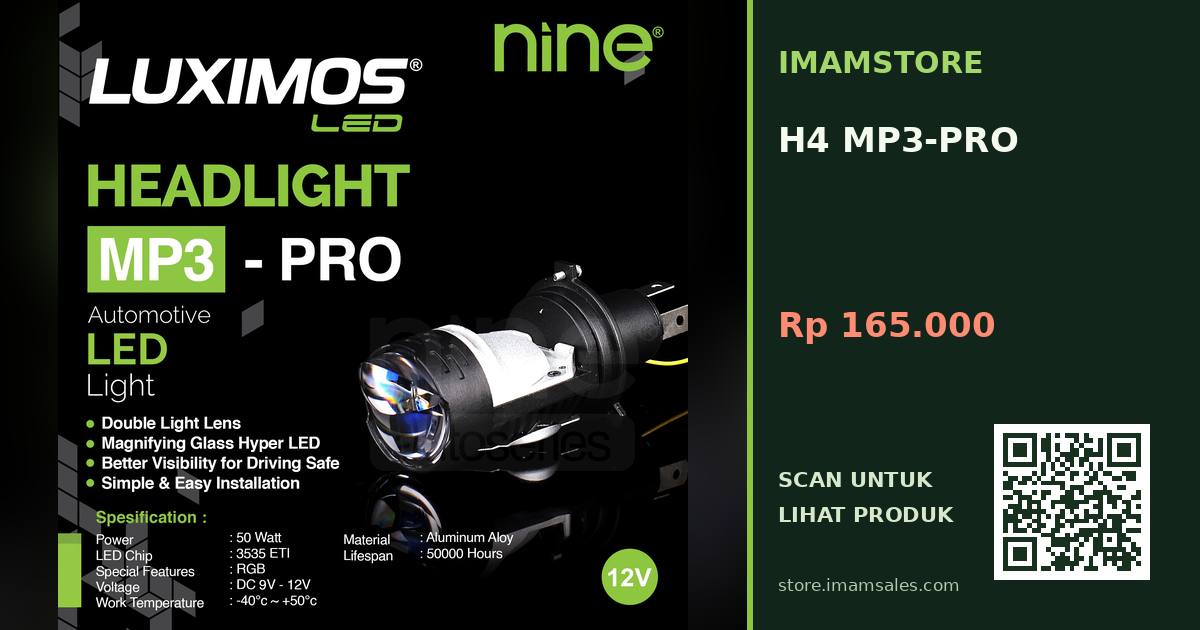 LUXIMOS®
LED
nine®
HEADLIGHT
MP3 - PRO
Automotive
LED
Light
Double Light Lens
Magnifying Glass Hyper LED
Better Visibility for Driving Safe
Simple & Easy Installation
Spesification :
Power : 50 Watt
LED Chip : 3535 ETI
Special Features : RGB
Voltage : DC 9V - 12V
Work Temperature : -40°c ~ +50°c
Material : Aluminum Aloy
Lifespan : 50000 Hours
12V
IMAMSTORE
H4 MP3-PRO
Rp 165.000
SCAN UNTUK
LIHAT PRODUK
store.imamsales.com